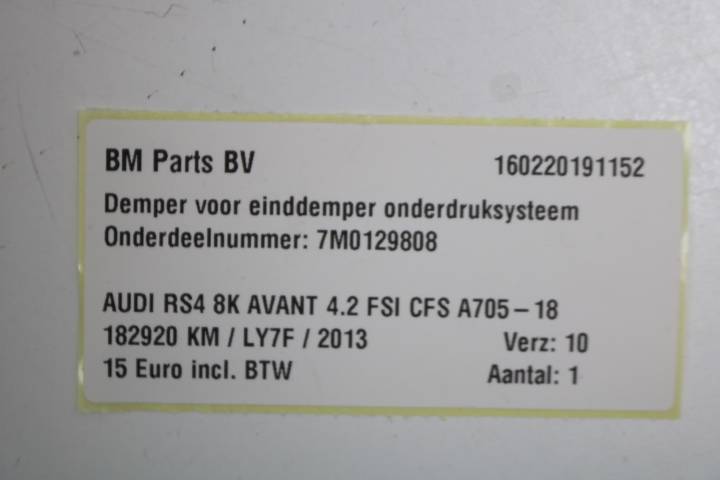 BM Parts BV 160220191152
Demper voor einddemper onderdruksysteem
Onderdeelnummer: 7M0129808
AUDI RS4 8K AVANT 4.2 FSI CFS A705-18
182920 KM / LY7F / 2013 Verz: 10
15 Euro incl. BTW Aantal: 1